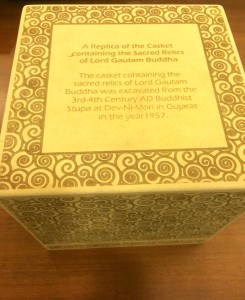 A Replica of the Casket
containing the Sacred Relics
of Lord Gautam Buddha
The casket containing the
sacred relics of Lord Gautam
Buddha was excavated from the
3rd-4th Century AD Buddhist
Stupa at Dev-Ni-Mori in Gujarat
in the year 1957.